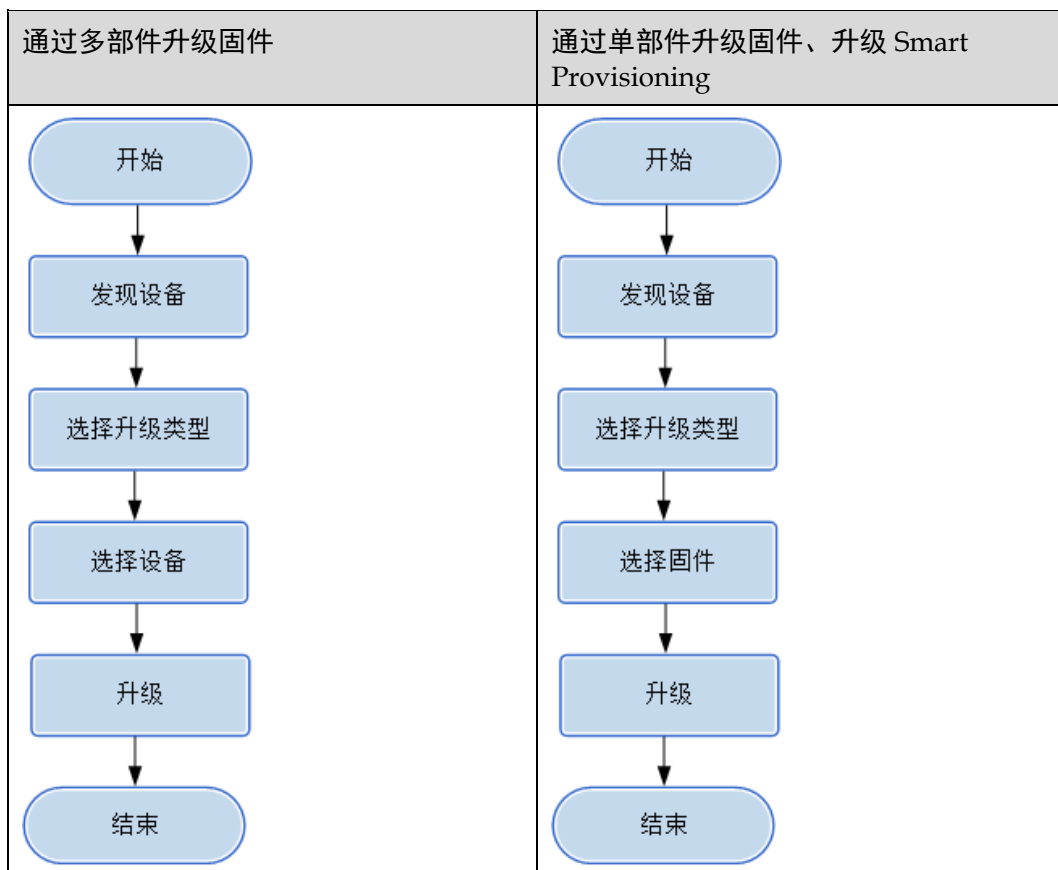 通过多部件升级固件
通过单部件升级固件、升级 Smart
Provisioning
开始
发现设备
选择升级类型
选择设备
升级
结束
开始
发现设备
选择升级类型
选择固件
升级
结束